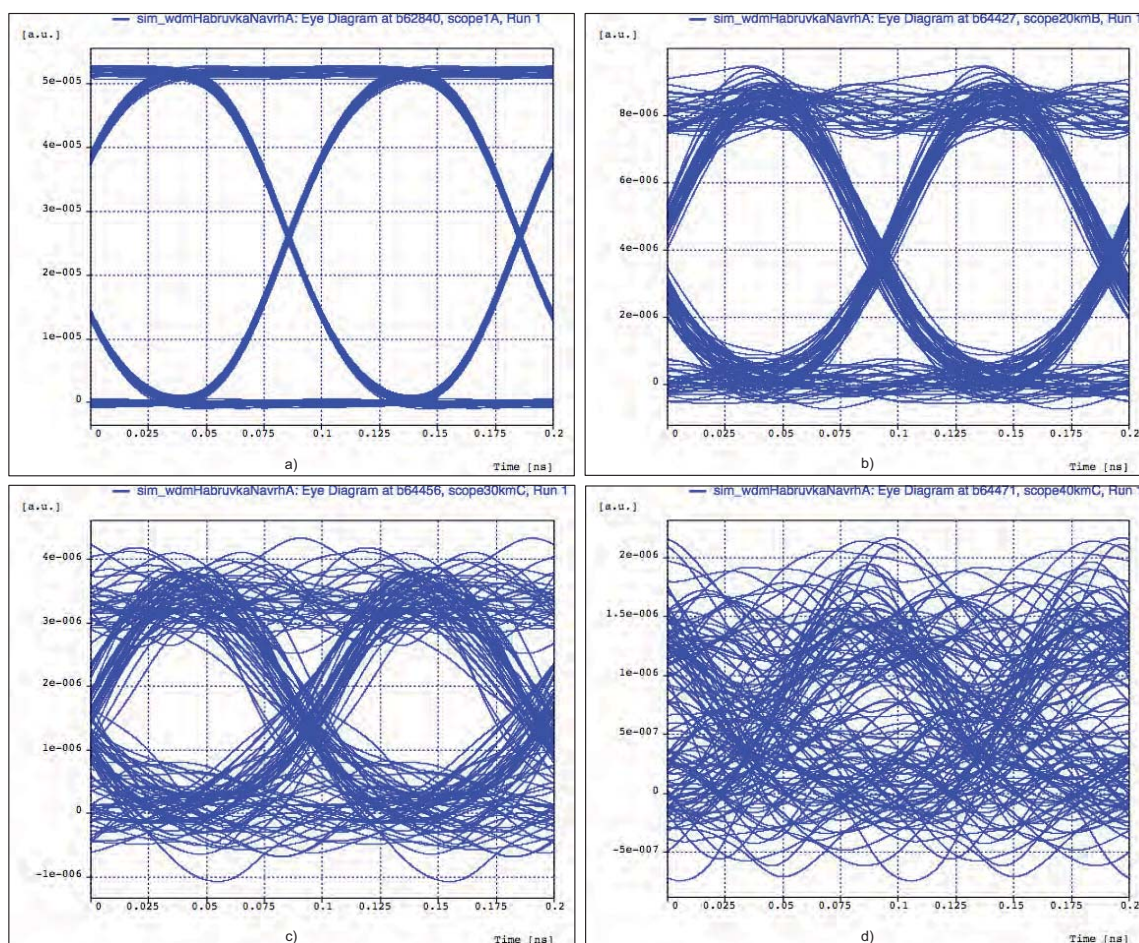 sim_wdmHabruvkaNavrhA: Eye Diagram at b62840, scope1A, Run 1
[a.u.]
5e-005
4e-005
3e-005
2e-005
1e-005
0
0 0.025 0.05 0.075 0.1 0.125 0.15 0.175 0.2
a) Time [ns]
sim_wdmHabruvkaNavrhA: Eye Diagram at b64427, scope20kmB, Run 1
[a.u.]
8e-006
6e-006
4e-006
2e-006
0
0 0.025 0.05 0.075 0.1 0.125 0.15 0.175 0.2
b) Time [ns]
sim_wdmHabruvkaNavrhA: Eye Diagram at b64456, scope30kmC, Run 1
[a.u.]
4e-006
3e-006
2e-006
1e-006
0
-1e-006
0 0.025 0.05 0.075 0.1 0.125 0.15 0.175 0.2
c) Time [ns]
sim_wdmHabruvkaNavrhA: Eye Diagram at b64471, scope40kmC, Run 1
[a.u.]
2e-006
1.5e-006
1e-006
5e-007
0
-5e-007
0 0.025 0.05 0.075 0.1 0.125 0.15 0.175 0.2
d) Time [ns]